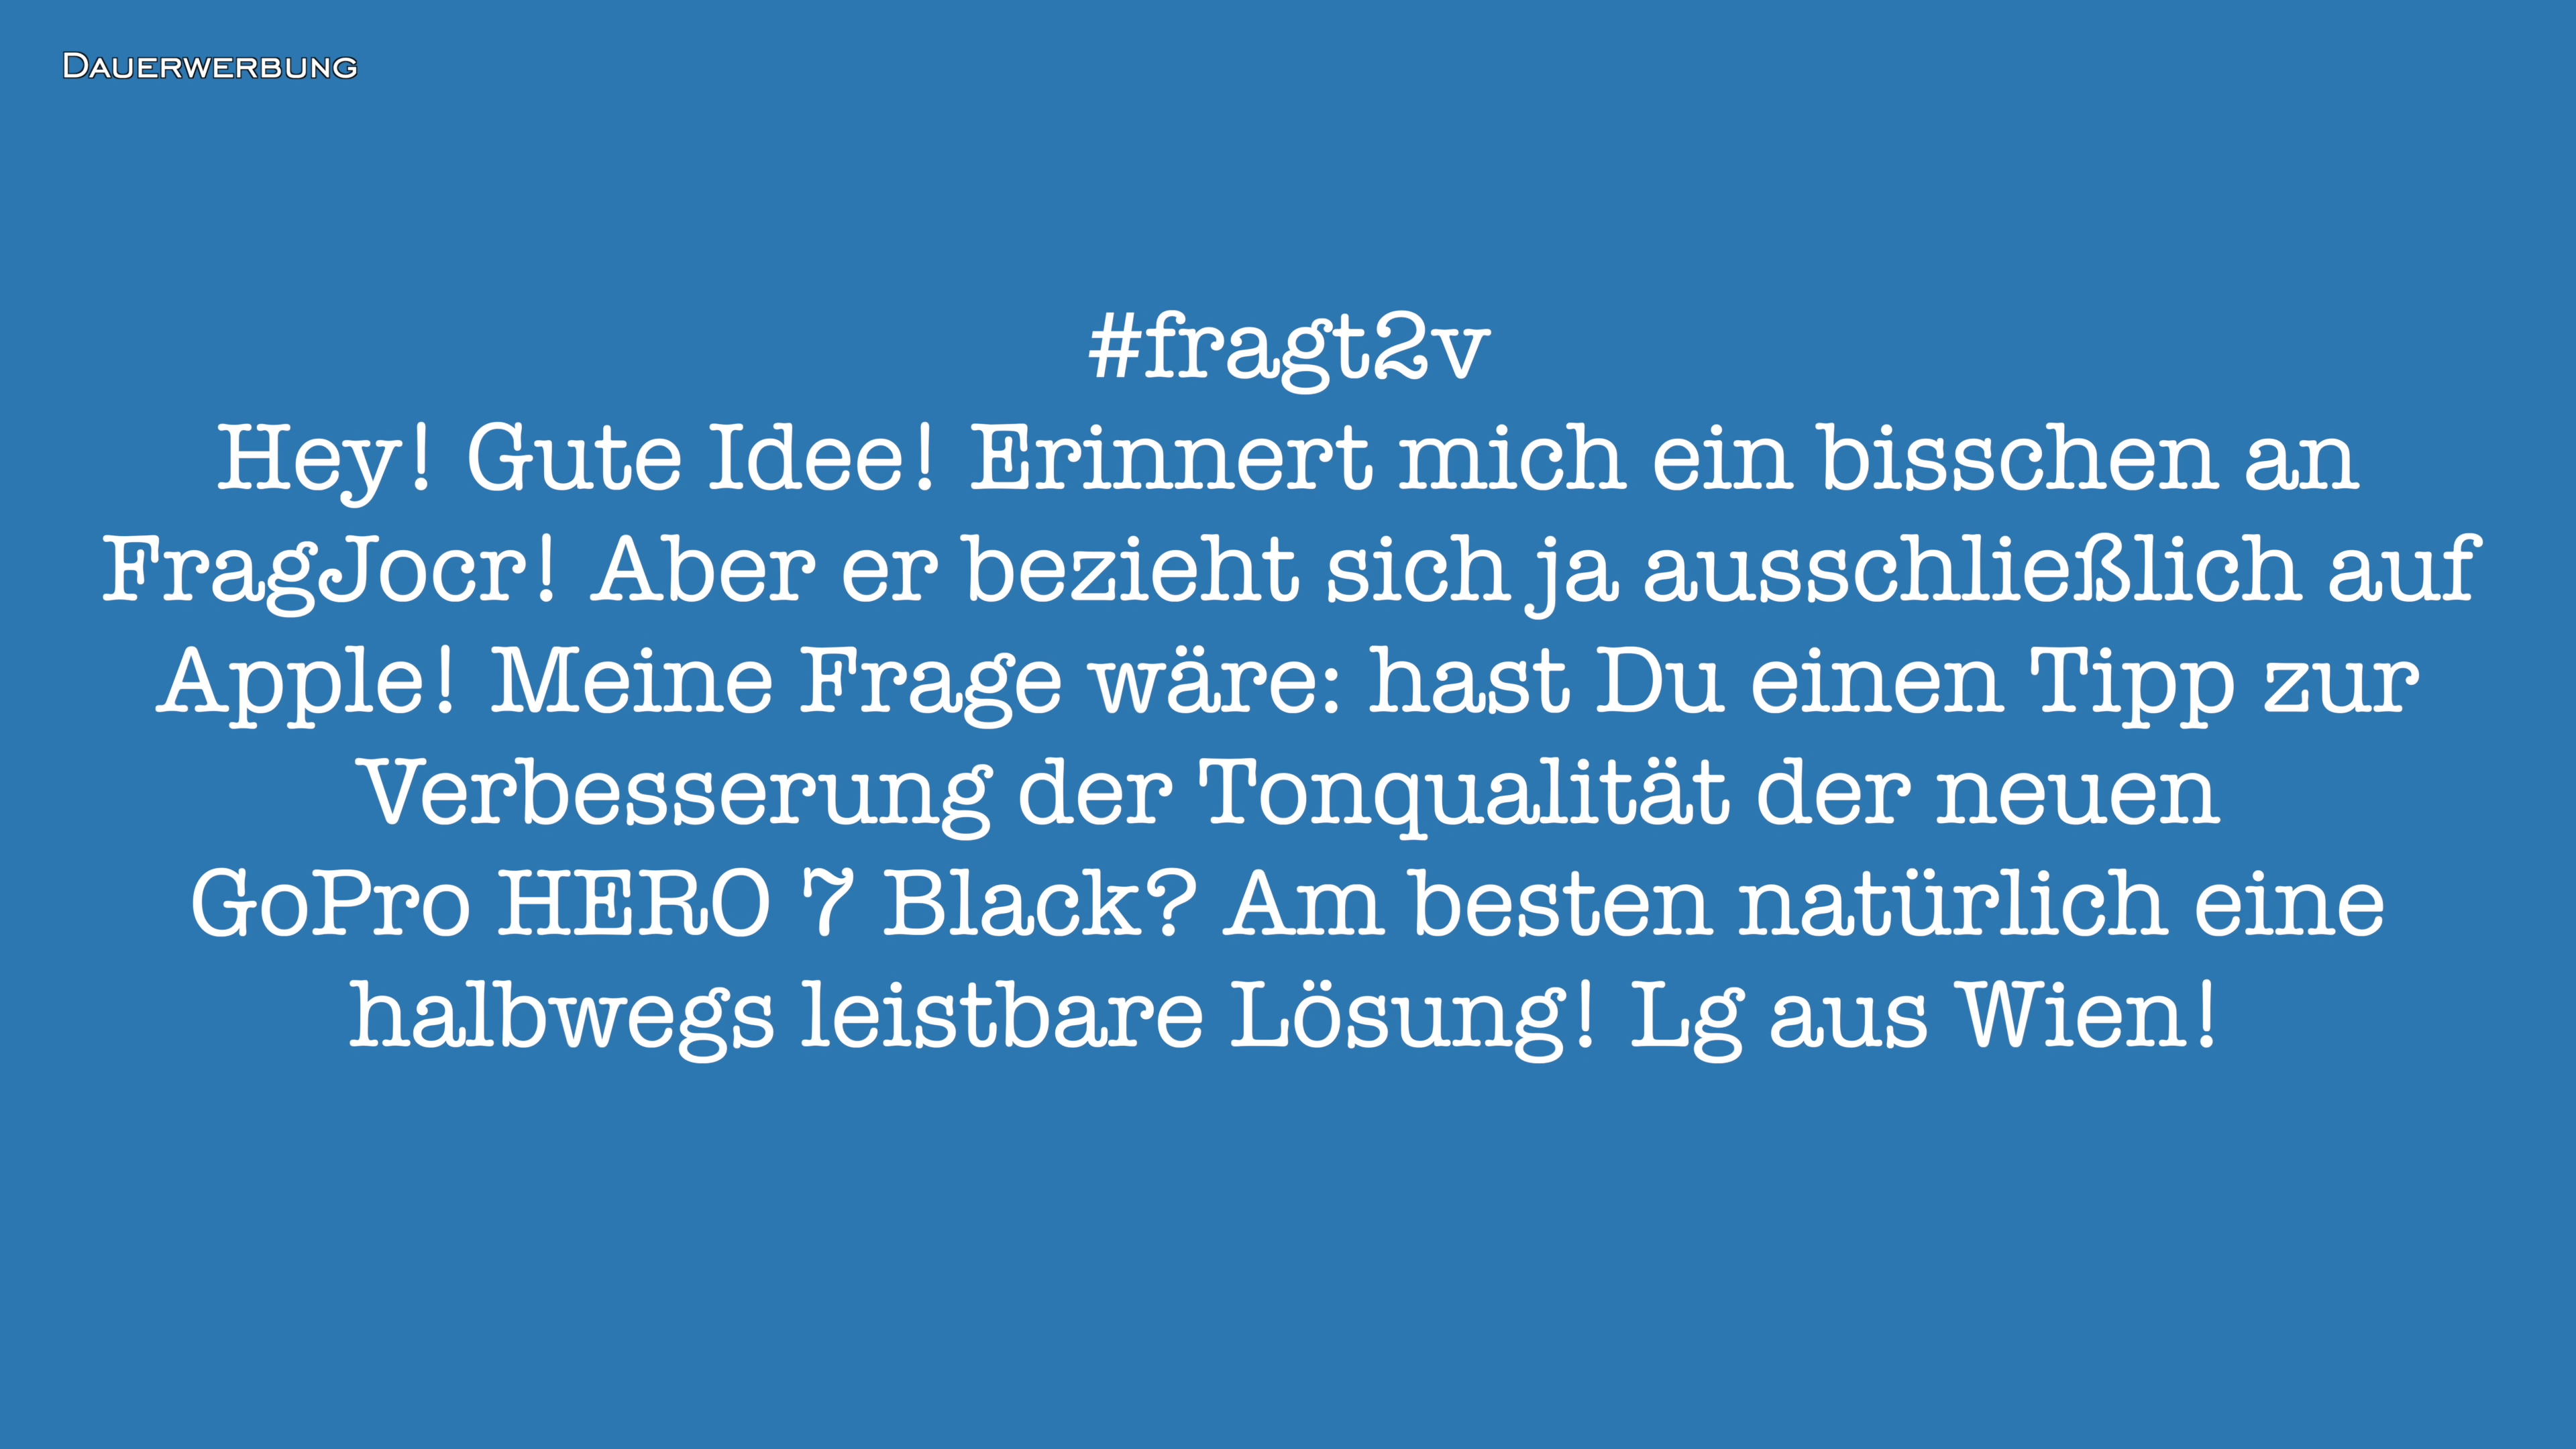 DAUERWERBUNG
#fragt2v
Hey! Gute Idee! Erinnert mich ein bisschen an
FragJocr! Aber er bezieht sich ja ausschließlich auf
Apple! Meine Frage wäre: hast Du einen Tipp zur
Verbesserung der Tonqualität der neuen
GoPro HERO 7 Black? Am besten natürlich eine
halbwegs leistbare Lösung! Lg aus Wien!